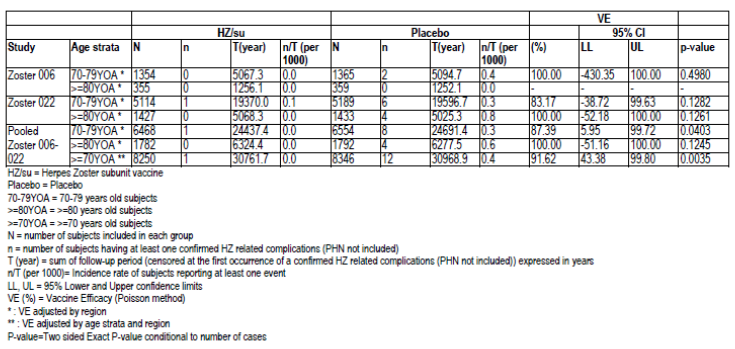 VE
HZ/su Placebo 95% CI
Study Age strata N n T(year) n/T (per 1000) N n T(year) n/T (per 1000) (%) LL UL p-value
Zoster 006 70-79YOA * 1354 0 5067.3 0.0 1365 2 5094.7 0.4 100.00 -430.35 100.00 0.4980
>=80YOA * 355 0 1256.1 0.0 359 0 1252.1 0.0 - - - -
Zoster 022 70-79YOA * 5114 1 19370.0 0.1 5189 6 19596.7 0.3 83.17 -38.72 99.63 0.1282
>=80YOA * 1427 0 5068.3 0.0 1433 4 5025.3 0.8 100.00 -52.18 100.00 0.1261
Pooled 70-79YOA * 6468 1 24437.4 0.0 6554 8 24691.4 0.3 87.39 5.95 99.72 0.0403
Zoster 006- >=80YOA * 1782 0 6324.4 0.0 1792 4 6277.5 0.6 100.00 -51.16 100.00 0.1245
022 >=70YOA ** 8250 1 30761.7 0.0 8346 12 30968.9 0.4 91.62 43.38 99.80 0.0035
HZ/su = Herpes Zoster subunit vaccine
Placebo = Placebo
70-79YOA = 70-79 years old subjects
>=80YOA = >=80 years old subjects
>=70YOA = >=70 years old subjects
N = number of subjects included in each group
n = number of subjects having at least one confirmed HZ related complications (PHN not included)
T (year) = sum of follow-up period (censored at the first occurrence of a confirmed HZ related complications (PHN not included)) expressed in years
n/T (per 1000)= Incidence rate of subjects reporting at least one event
LL, UL = 95% Lower and Upper confidence limits
VE (%) = Vaccine Efficacy (Poisson method)
* : VE adjusted by region
** : VE adjusted by age strata and region
P-value=Two sided Exact P-value conditional to number of cases